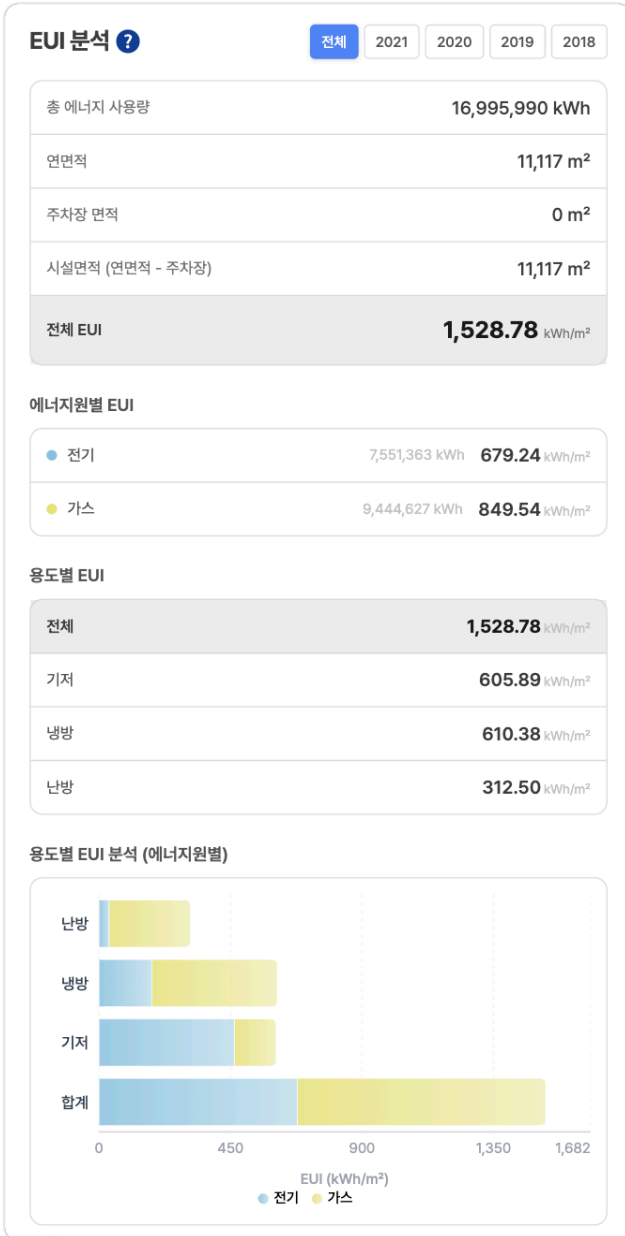 EUI 분석 ?
전체 2021 2020 2019 2018
총 에너지 사용량 16,995,990 kWh
연면적 11,117 m²
주차장 면적 0 m²
시설면적 (연면적 - 주차장) 11,117 m²
전체 EUI 1,528.78 kWh/m²
에너지원별 EUI
전기 7,551,363 kWh 679.24 kWh/m²
가스 9,444,627 kWh 849.54 kWh/m²
용도별 EUI
전체 1,528.78 kWh/m²
기저 605.89 kWh/m²
냉방 610.38 kWh/m²
난방 312.50 kWh/m²
용도별 EUI 분석 (에너지원별)
난방
냉방
기저
합계
0 450 900 1,350 1,682
EUI (kWh/m²)
전기 가스